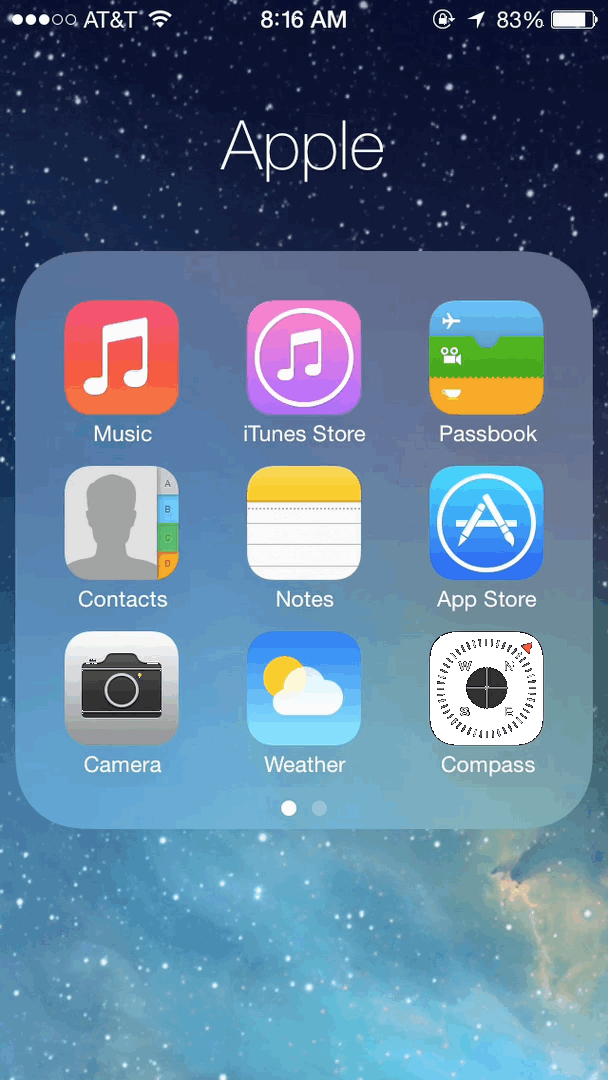 AT&T 8:16 AM 83%
Apple
Music iTunes Store Passbook
A
B
C
D
Contacts Notes App Store
W N
S E
Camera Weather Compass